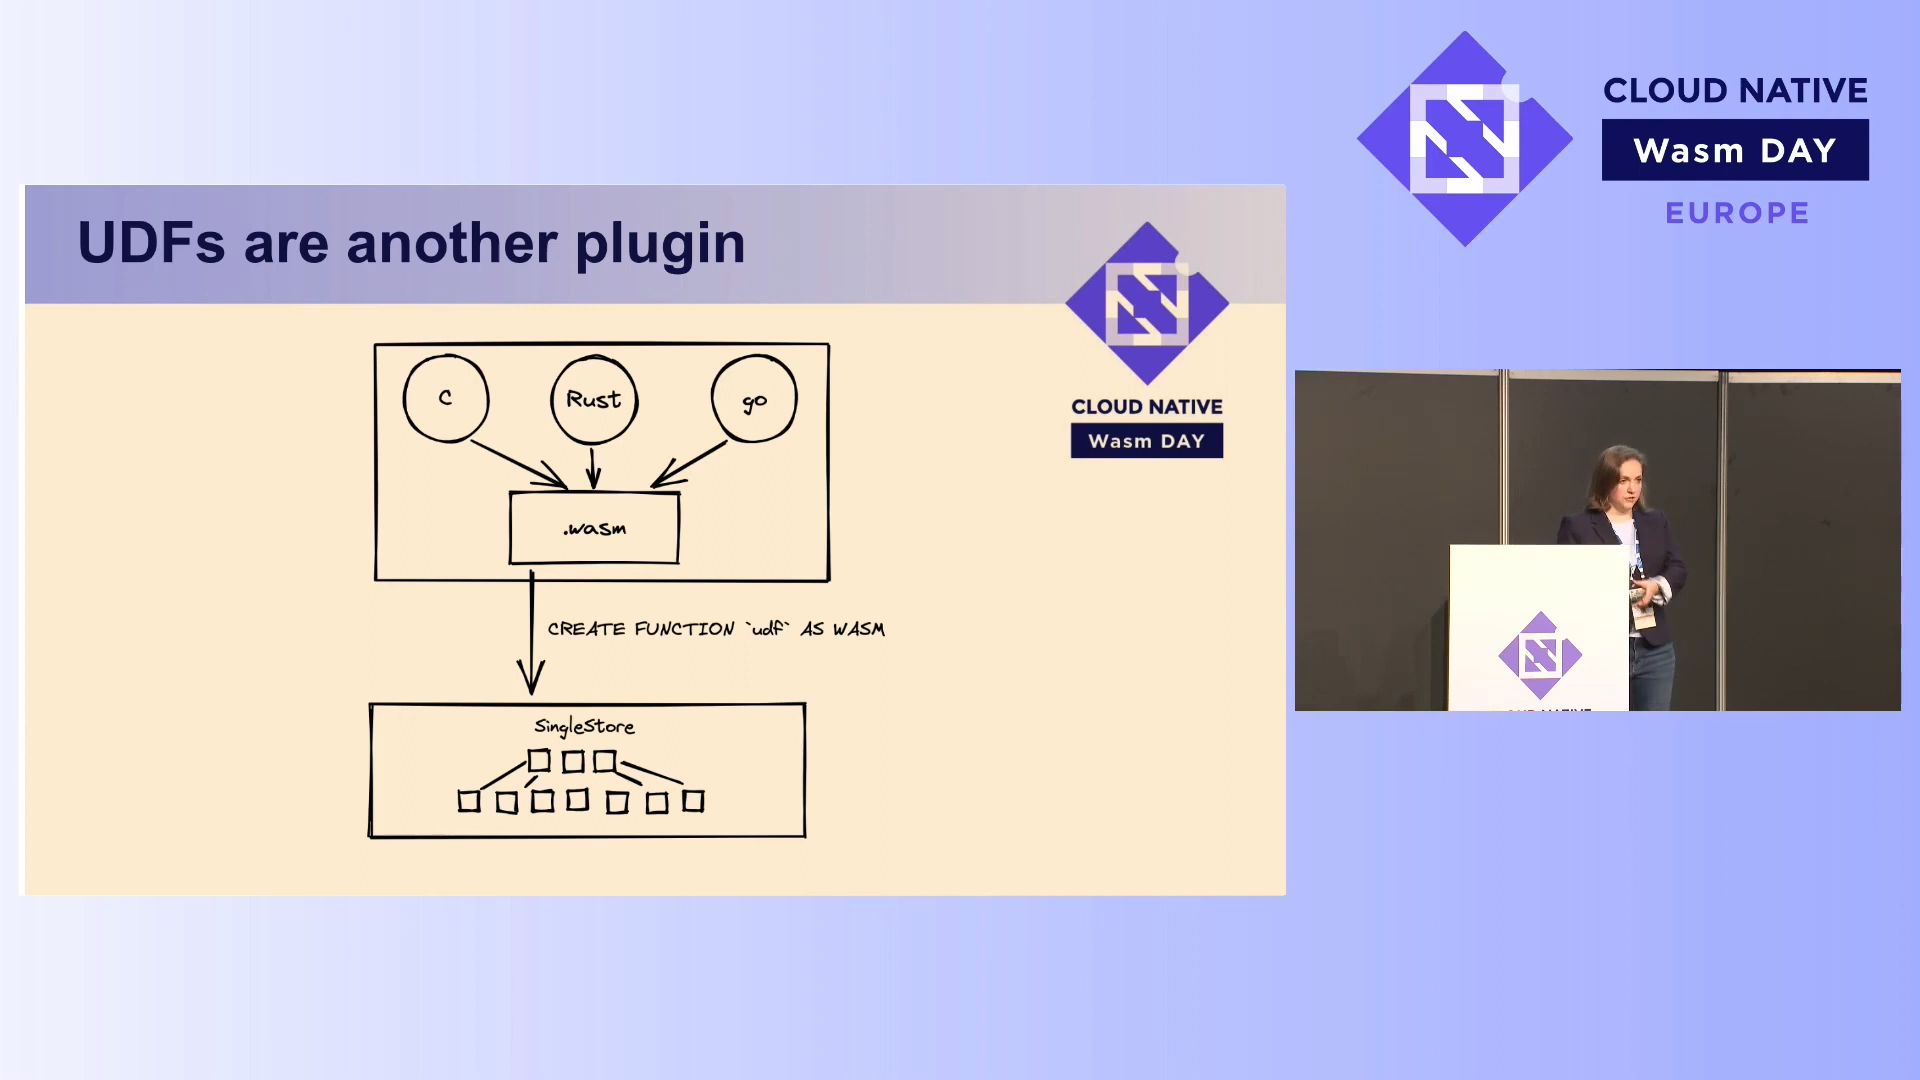 CLOUD NATIVE
Wasm DAY
EUROPE
UDFs are another plugin
CLOUD NATIVE
Wasm DAY
C
Rust
go
.wasm
CREATE FUNCTION `udf` AS WASM
SingleStore